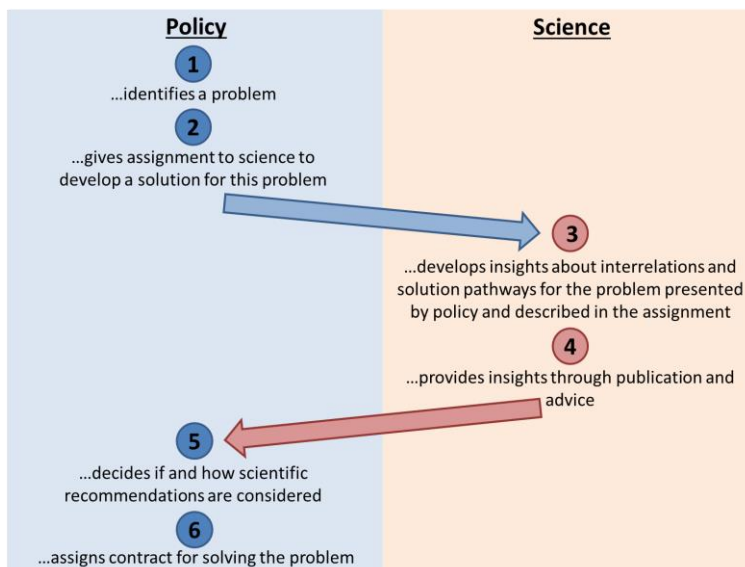 Policy
1
...identifies a problem
2
...gives assignment to science to
develop a solution for this problem
Science
3
...develops insights about interrelations and
solution pathways for the problem presented
by policy and described in the assignment
4
...provides insights through publication and
advice
5
...decides if and how scientific
recommendations are considered
6
...assigns contract for solving the problem